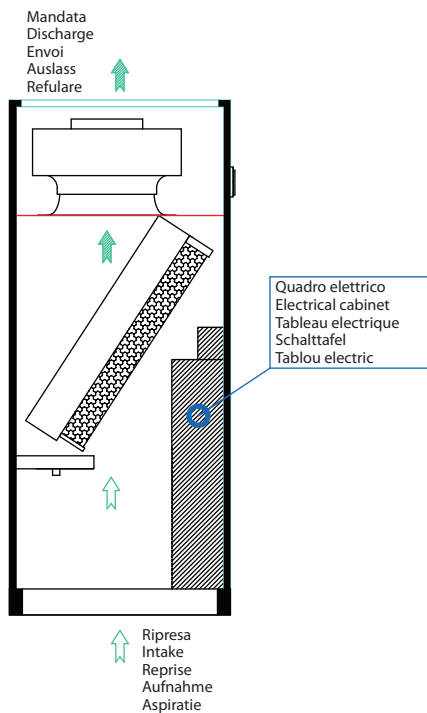 Mandata
Discharge
Envoi
Auslass
Refulare
Quadro elettrico
Electrical cabinet
Tableau electrique
Schalttafel
Tablou electric
Ripresa
Intake
Reprise
Aufnahme
Aspiratie